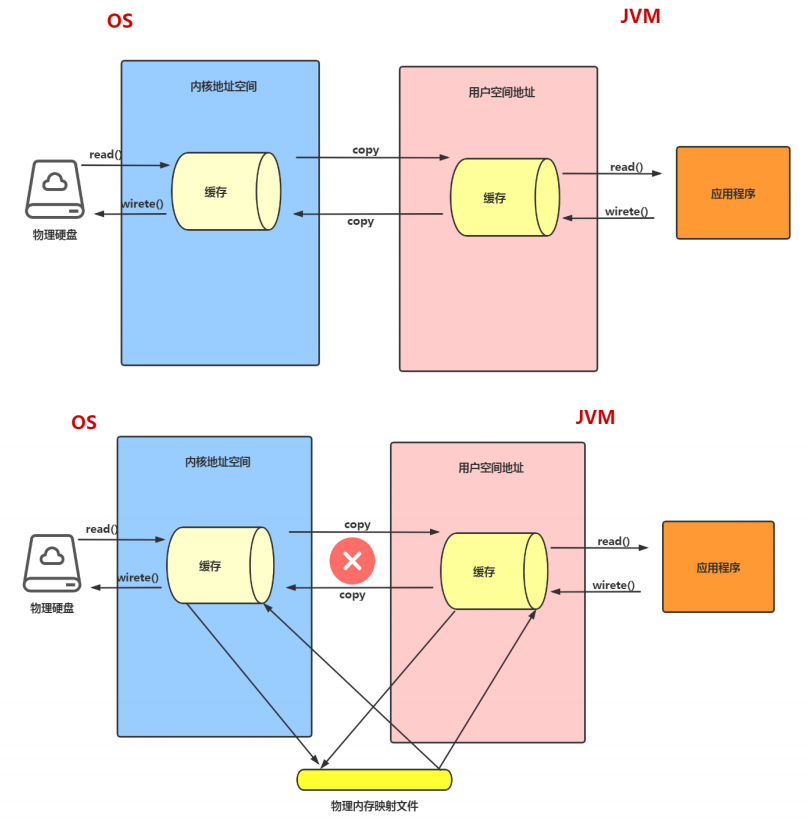 OS
JVM
内核地址空间
用户空间地址
read()
copy
read()
缓存
缓存
应用程序
wirete()
copy
wirete()
物理硬盘
OS
JVM
内核地址空间
用户空间地址
read()
copy
read()
缓存
缓存
应用程序
wirete()
copy
wirete()
物理硬盘
物理内存映射文件